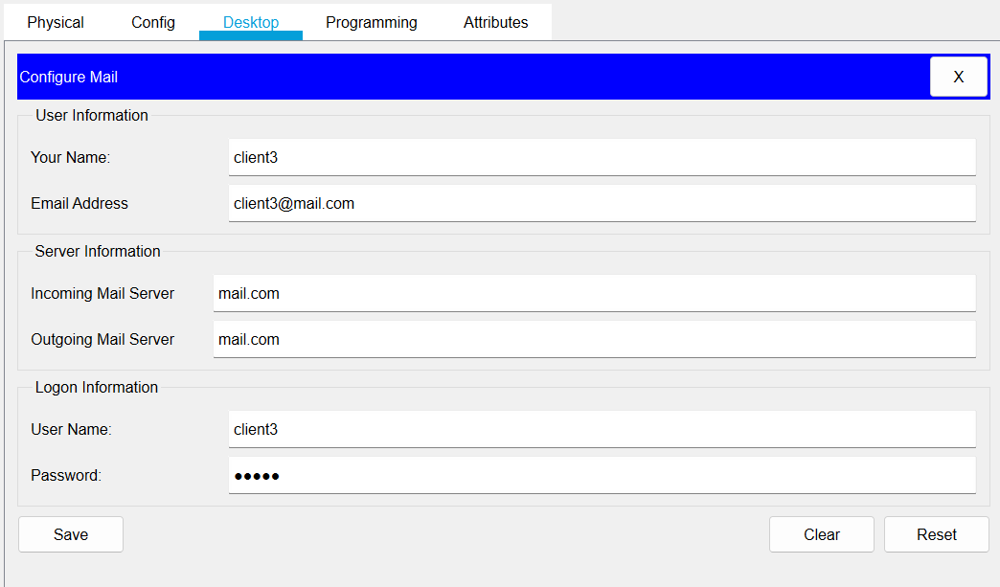 Physical Config Desktop Programming Attributes
Configure Mail X
User Information
Your Name: client3
Email Address client3@mail.com
Server Information
Incoming Mail Server mail.com
Outgoing Mail Server mail.com
Logon Information
User Name: client3
Password: ●●●●●
Save Clear Reset